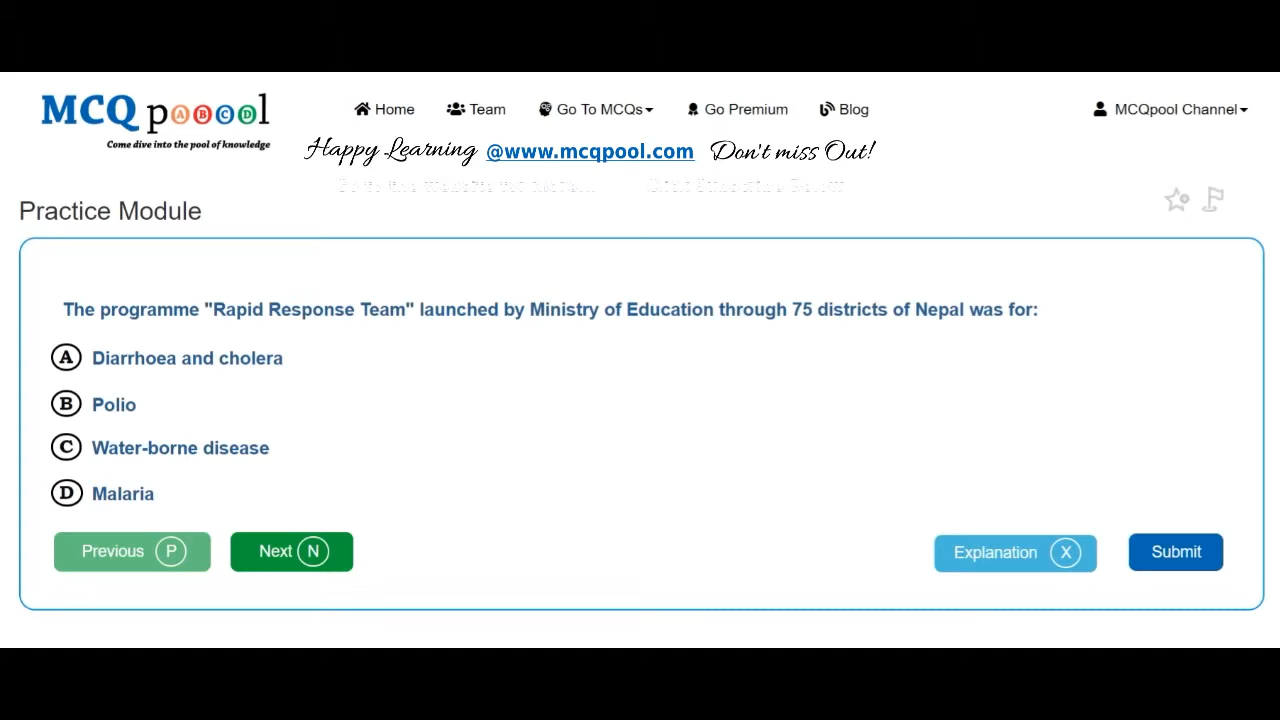 MCQ pooool
Come dive into the pool of knowledge
Home Team Go To MCQs Go Premium Blog MCQpool Channel
Happy Learning @www.mcqpool.com Don't miss Out!
Practice Module
The programme "Rapid Response Team" launched by Ministry of Education through 75 districts of Nepal was for:
A Diarrhoea and cholera
B Polio
C Water-borne disease
D Malaria
Previous P Next N Explanation X Submit